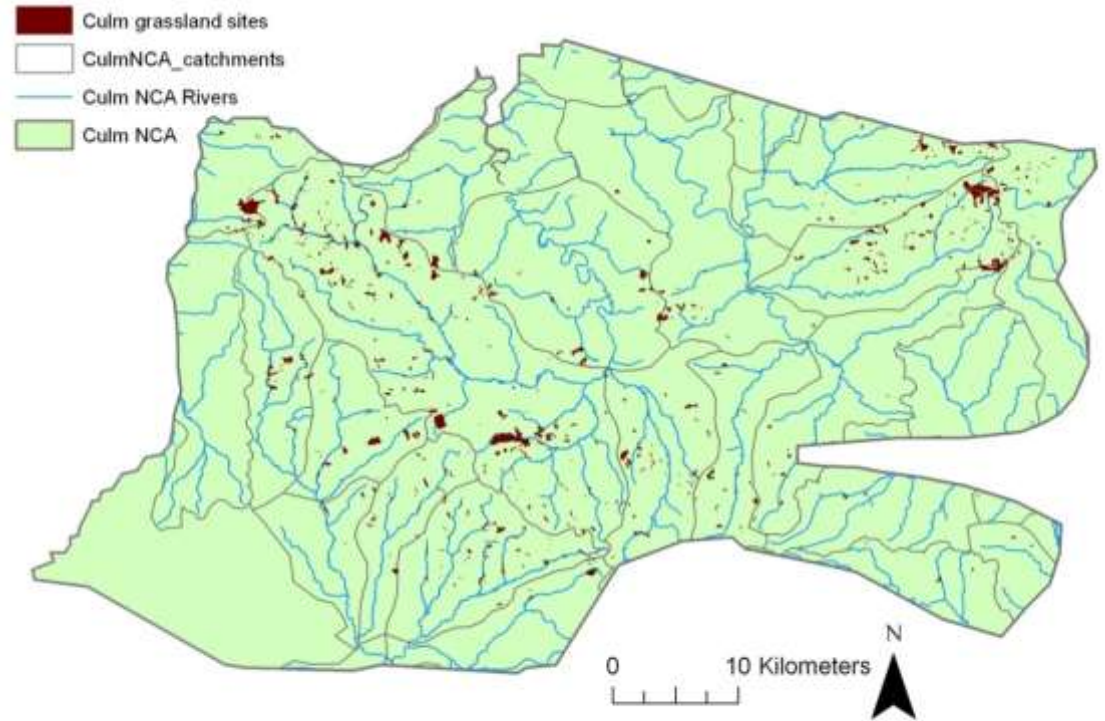 Culm grassland sites
CulmNCA_catchments
Culm NCA Rivers
Culm NCA
N
0 10 Kilometers